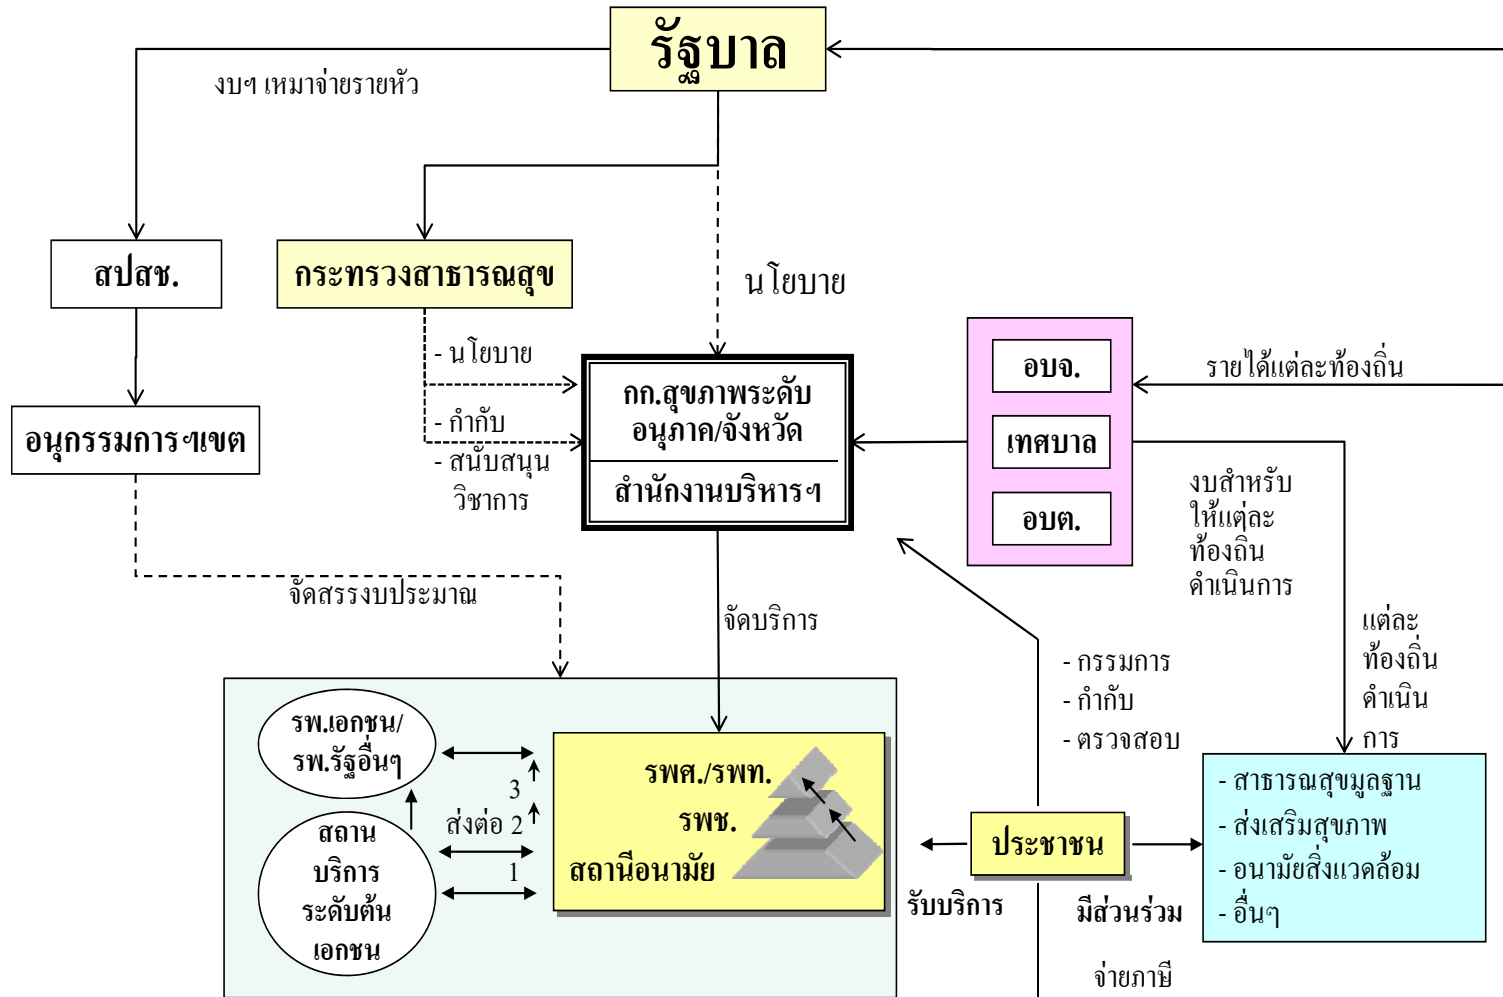 รัฐบาล
งบฯ เหมาจ่ายรายหัว
สปสช.
กระทรวงสาธารณสุข
นโยบาย
- นโยบาย
- กำกับ
- สนับสนุน
วิชาการ
อนุกรรมการฯเขต
กก.สุขภาพระดับ
อนุภาค/จังหวัด
สำนักงานบริหารฯ
อบจ.
เทศบาล
อบต.
รายได้แต่ละท้องถิ่น
งบสำหรับ
ให้แต่ละ
ท้องถิ่น
ดำเนินการ
จัดสรรงบประมาณ
จัดบริการ
- กรรมการ
- กำกับ
- ตรวจสอบ
แต่ละ
ท้องถิ่น
ดำเนิน
การ
รพ.เอกชน/
รพ.รัฐอื่นๆ
สถาน
บริการ
ระดับต้น
เอกชน
3
ส่งต่อ 2
1
รพศ./รพท.
รพช.
สถานีอนามัย
ประชาชน
รับบริการ
มีส่วนร่วม
จ่ายภาษี
- สาธารณสุขมูลฐาน
- ส่งเสริมสุขภาพ
- อนามัยสิ่งแวดล้อม
- อื่นๆ